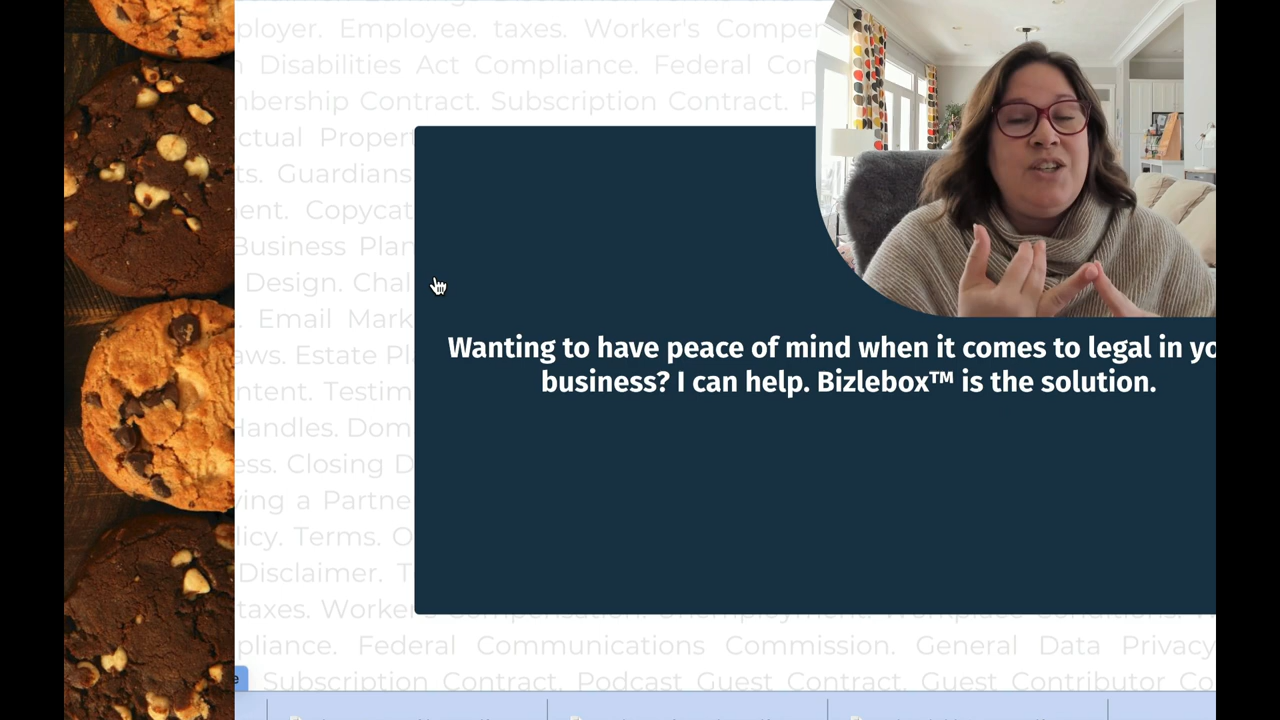 ployer. Employee. taxes. Worker's Comper
Disabilities Act Compliance. Federal Con
nbership Contract. Subscription Contract. P
ctual Proper
ts. Guardians
ent. Copycat
Business Plan
Design. Chal
. Email Mark
aws. Estate Pl
Wanting to have peace of mind when it comes to legal in yo
business? I can help. Bizlebox™ is the solution.
ntent. Testim
Handles. Dom
ess. Closing D
ving a Partne
licy. Terms. O
Disclaimer. T
taxes. Worker
pliance. Federal Communications Commission. General Data Privacy
Subscription Contract. Podcast Guest Contract. Guest Contributor Co